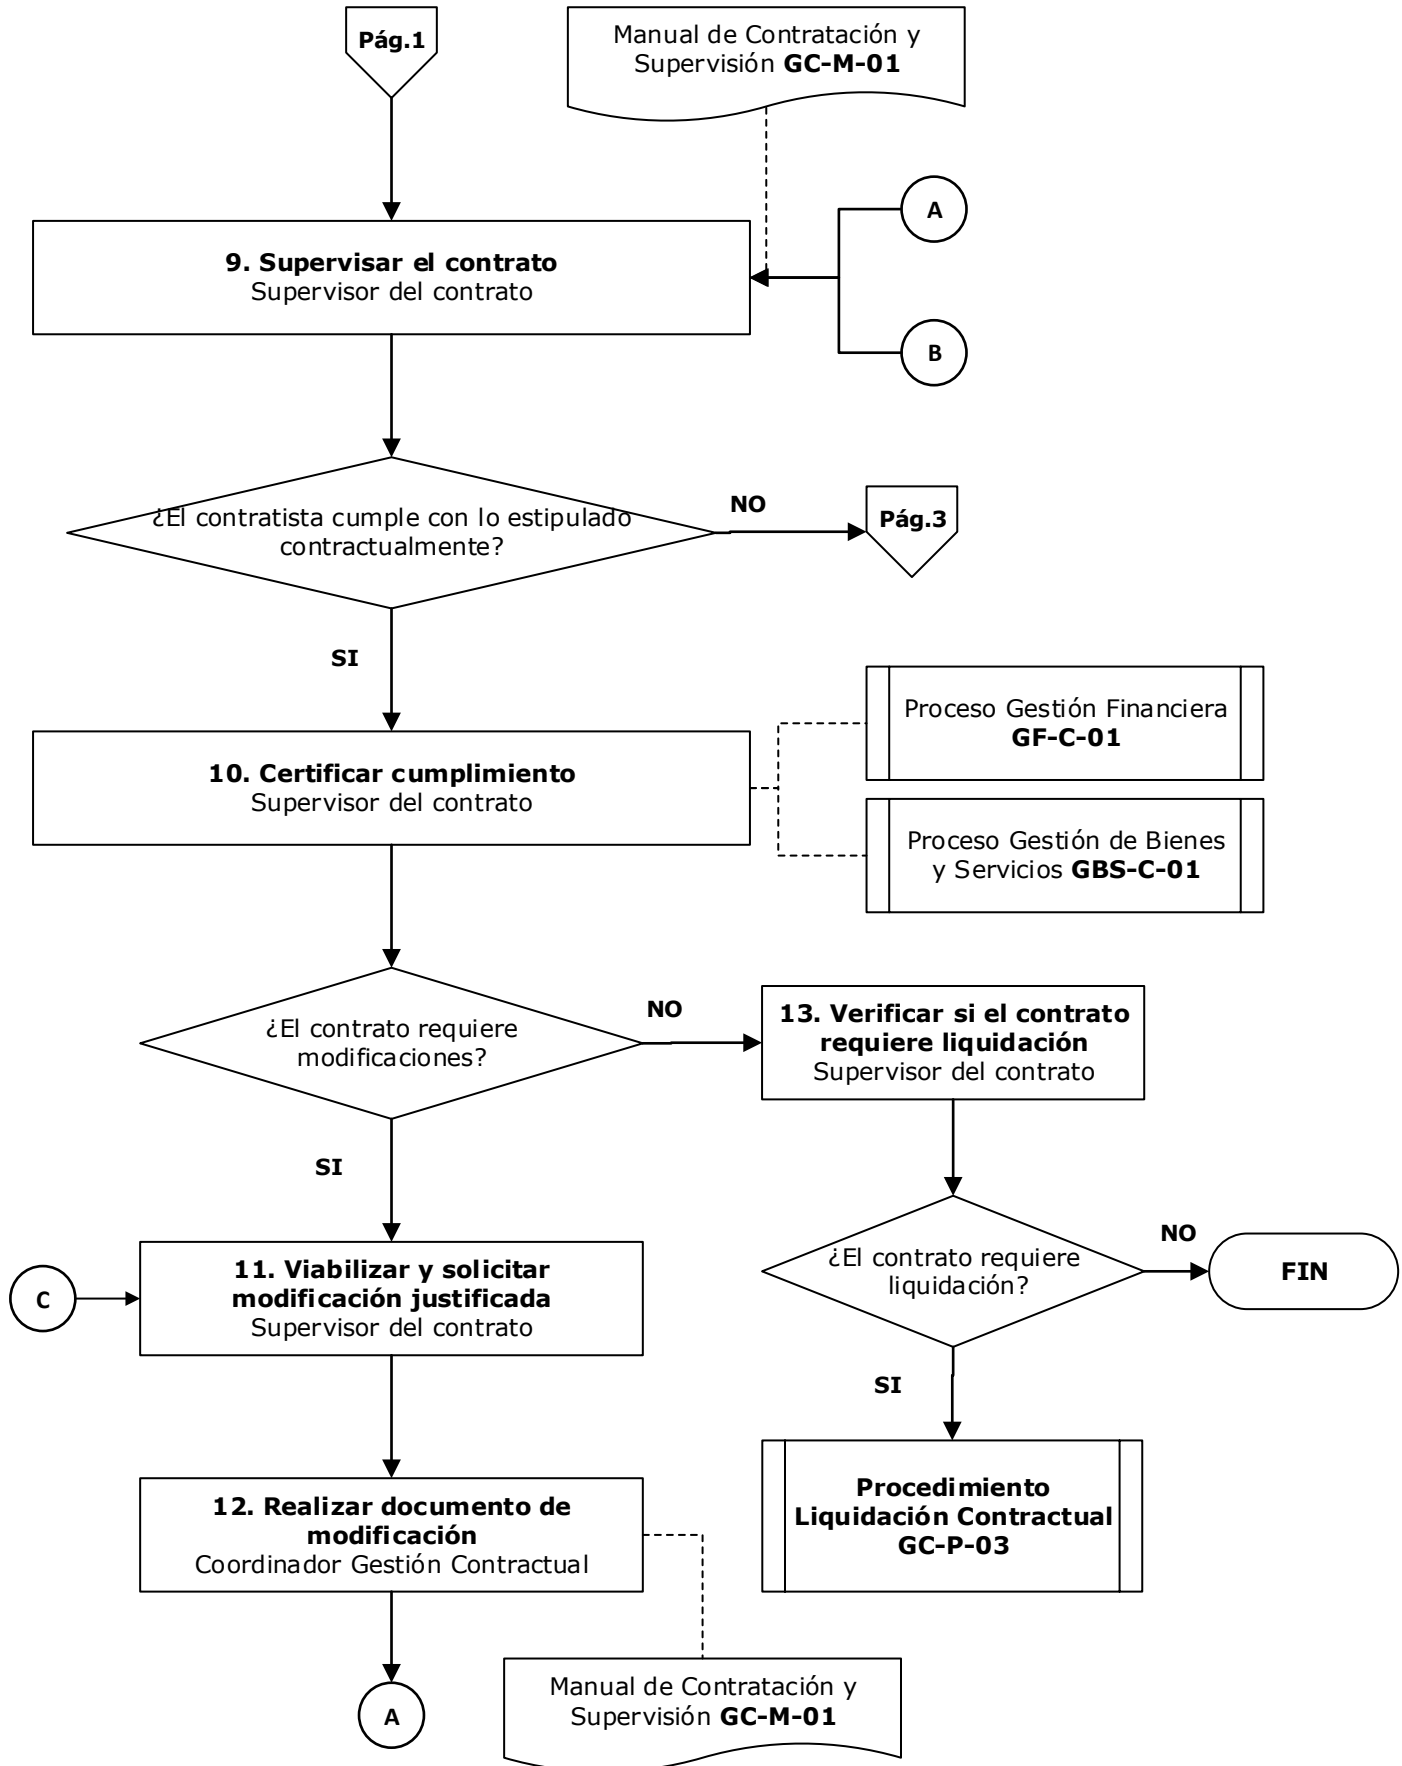 Pág.1
Manual de Contratación y
Supervisión GC-M-01
A
9. Supervisar el contrato
Supervisor del contrato
B
¿El contratista cumple con lo estipulado
contractualmente?
NO
Pág.3
SI
Proceso Gestión Financiera
GF-C-01
10. Certificar cumplimiento
Supervisor del contrato
Proceso Gestión de Bienes
y Servicios GBS-C-01
¿El contrato requiere
modificaciones?
NO
13. Verificar si el contrato
requiere liquidación
Supervisor del contrato
SI
¿El contrato requiere
liquidación?
NO
FIN
C
11. Viabilizar y solicitar
modificación justificada
Supervisor del contrato
SI
Procedimiento
Liquidación Contractual
GC-P-03
12. Realizar documento de
modificación
Coordinador Gestión Contractual
A
Manual de Contratación y
Supervisión GC-M-01